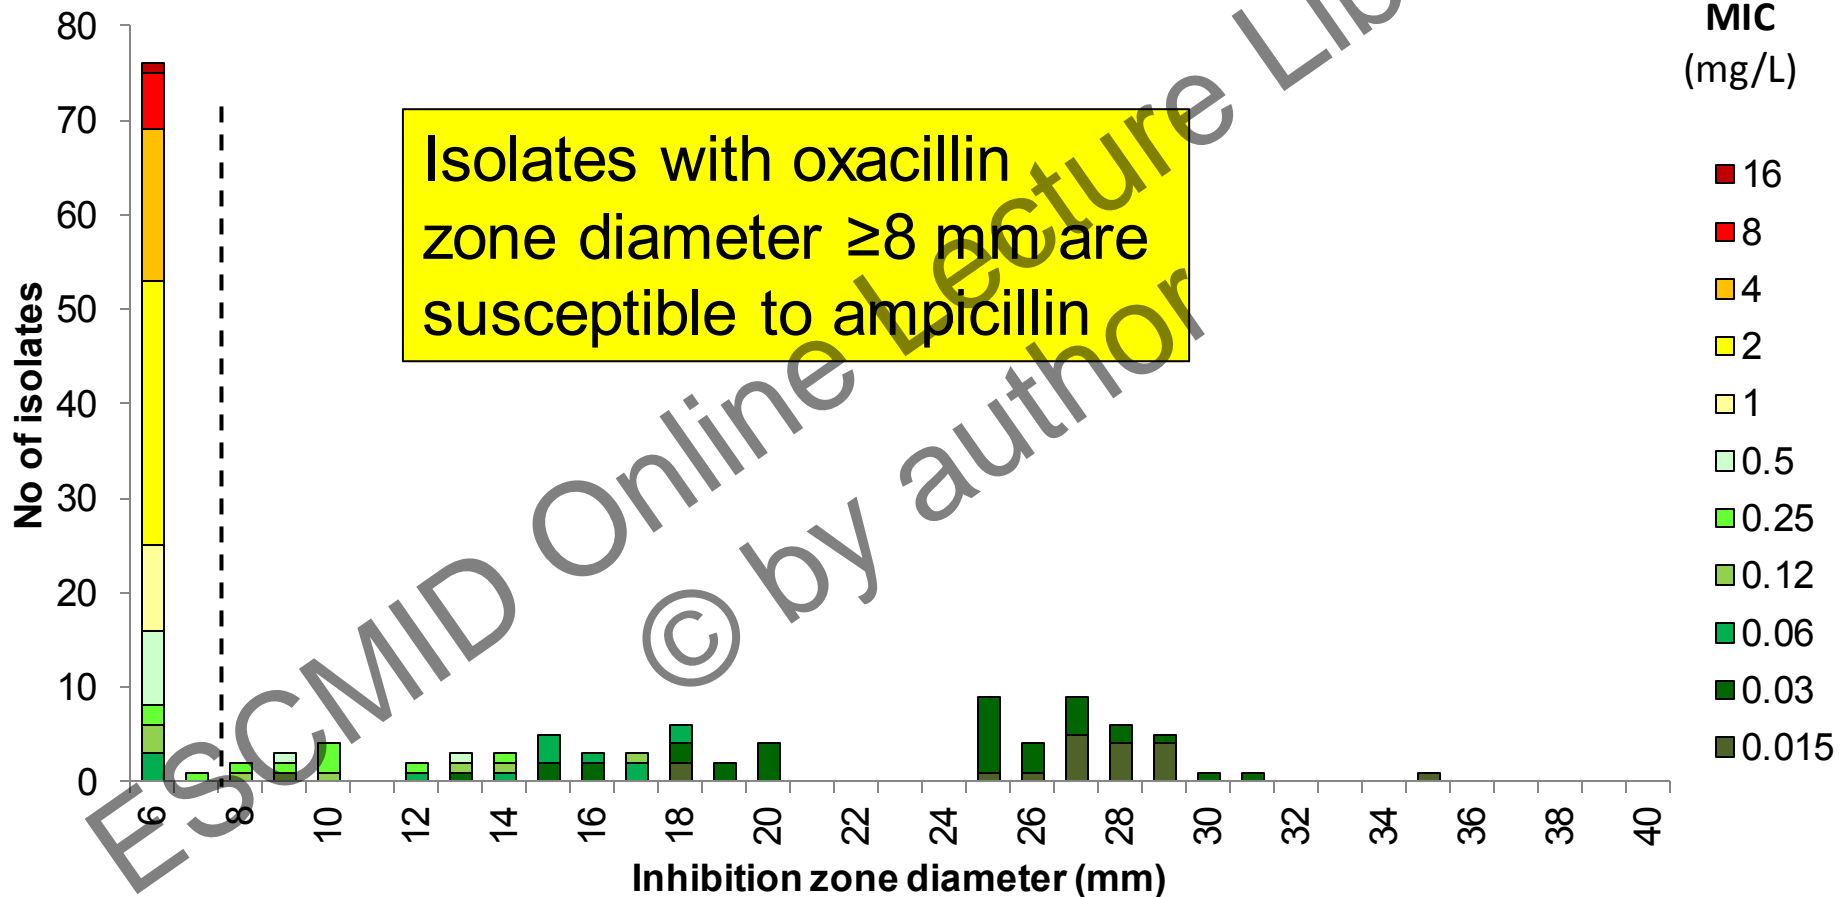 MIC
(mg/L)
80
70
60
50
40
30
20
10
0
No of isolates
Isolates with oxacillin
zone diameter ≥8 mm are
susceptible to ampicillin
16
8
4
2
1
0.5
0.25
0.12
0.06
0.03
0.015
6 8 10 12 14 16 18 20 22 24 26 28 30 32 34 36 38 40
Inhibition zone diameter (mm)
ESCMID Online Lecture Lib
© by author